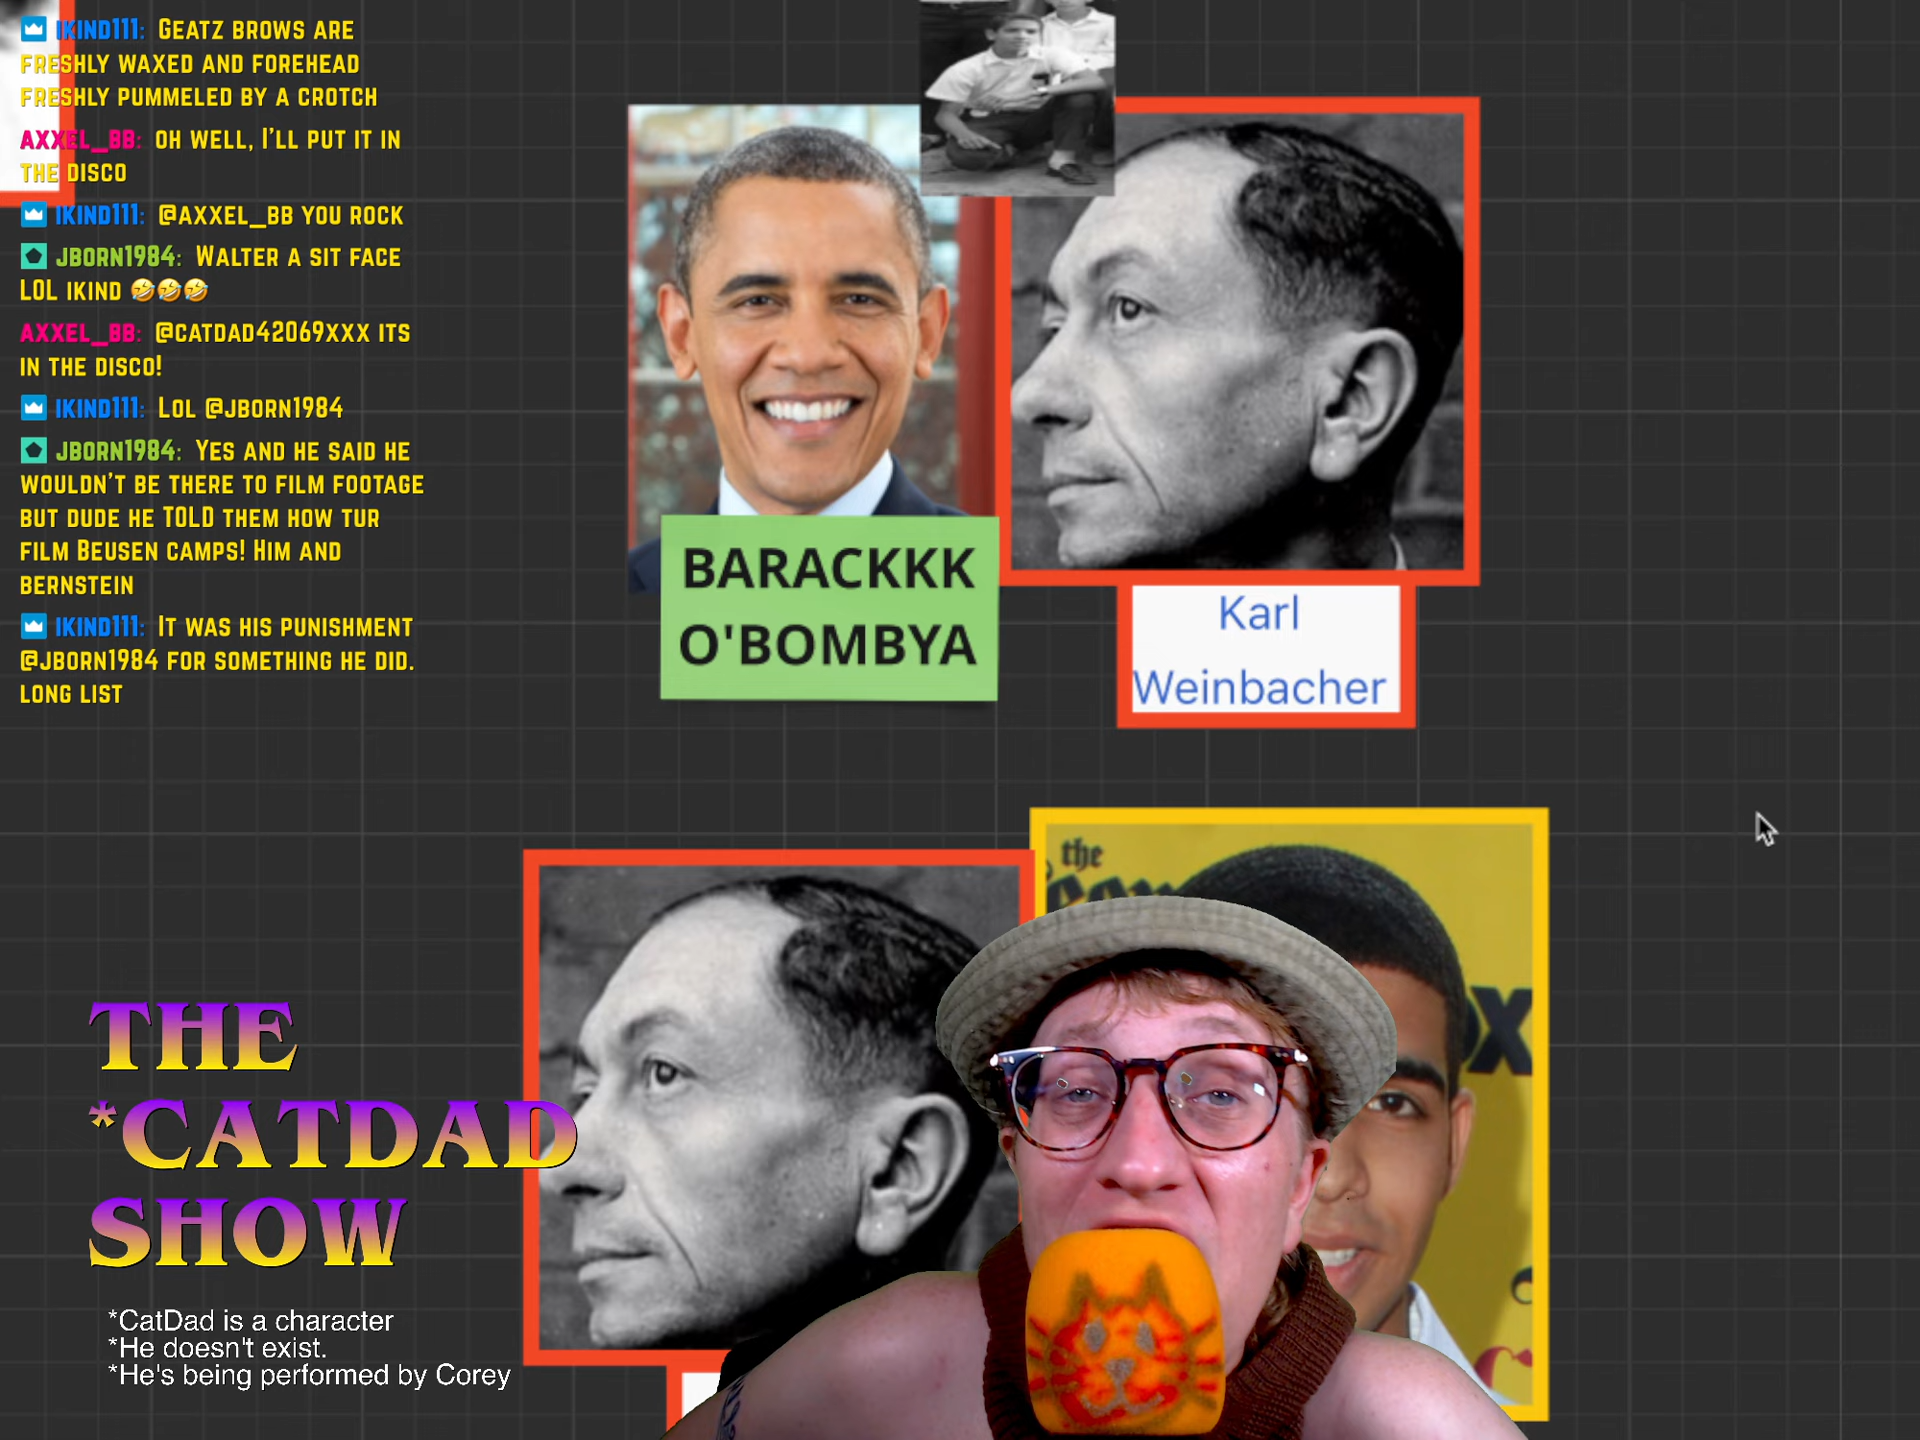 IKIND111: GEATZ BROWS ARE
FRESHLY WAXED AND FOREHEAD
FRESHLY PUMMELED BY A CROTCH
AXXEL_BB: OH WELL, I'LL PUT IT IN
THE DISCO
IKIND111: @AXXEL_BB YOU ROCK
JBORN1984: WALTER A SIT FACE
LOL IKIND 🤣🤣🤣
AXXEL_BB: @CATDAD42069XXX ITS
IN THE DISCO!
IKIND111: LOL @JBORN1984
JBORN1984: YES AND HE SAID HE
WOULDN'T BE THERE TO FILM FOOTAGE
BUT DUDE HE TOLD THEM HOW TUR
FILM BEUSEN CAMPS! HIM AND
BERNSTEIN
IKIND111: IT WAS HIS PUNISHMENT
@JBORN1984 FOR SOMETHING HE DID.
LONG LIST
BARACKKK
O'BOMBYA
Karl
Weinbacher
the
THE
*CATDAD
SHOW
*CatDad is a character
*He doesn't exist.
*He's being performed by Corey